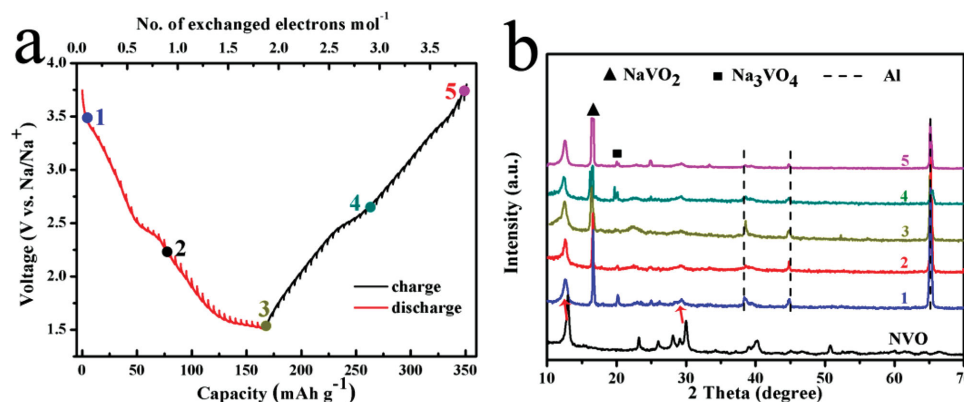 a
No. of exchanged electrons mol⁻¹
0.0 0.5 1.0 1.5 2.0 2.5 3.0 3.5
Voltage (V vs. Na/Na⁺)
4.0
3.5
3.0
2.5
2.0
1.5
1
2
3
4
5
charge
discharge
0 50 100 150 200 250 300 350
Capacity (mAh g⁻¹)
b
▲ NaVO₂ ■ Na₃VO₄ --- Al
Intensity (a.u.)
5
4
3
2
1
NVO
10 20 30 40 50 60 70
2 Theta (degree)